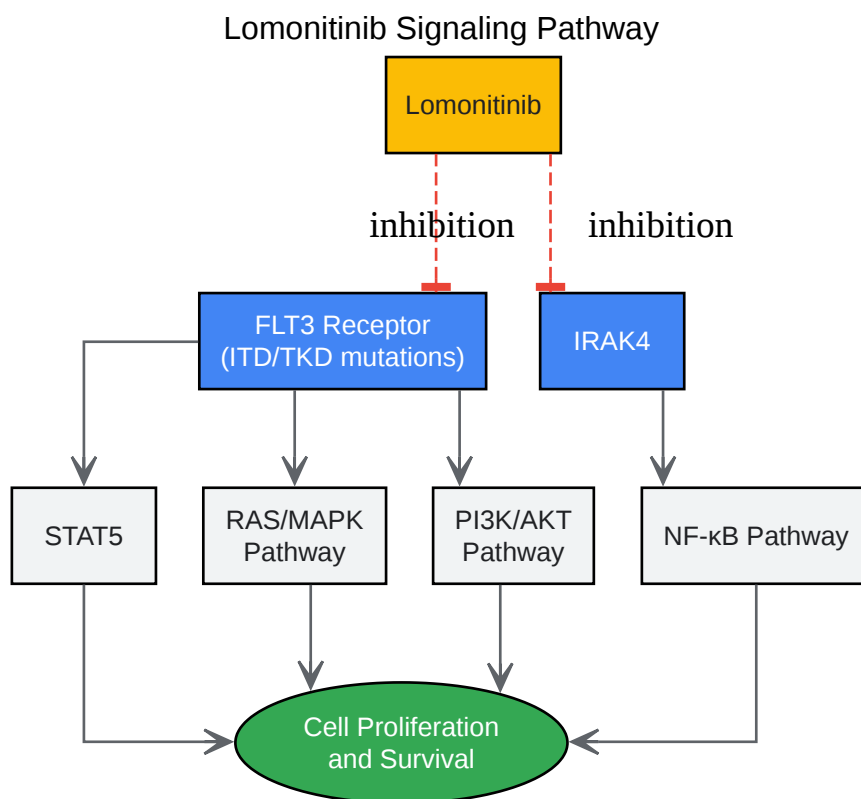 Lomonitinib Signaling Pathway
Lomonitinib
inhibition
inhibition
FLT3 Receptor
(ITD/TKD mutations)
IRAK4
STAT5
RAS/MAPK
Pathway
PI3K/AKT
Pathway
NF-κB Pathway
Cell Proliferation
and Survival